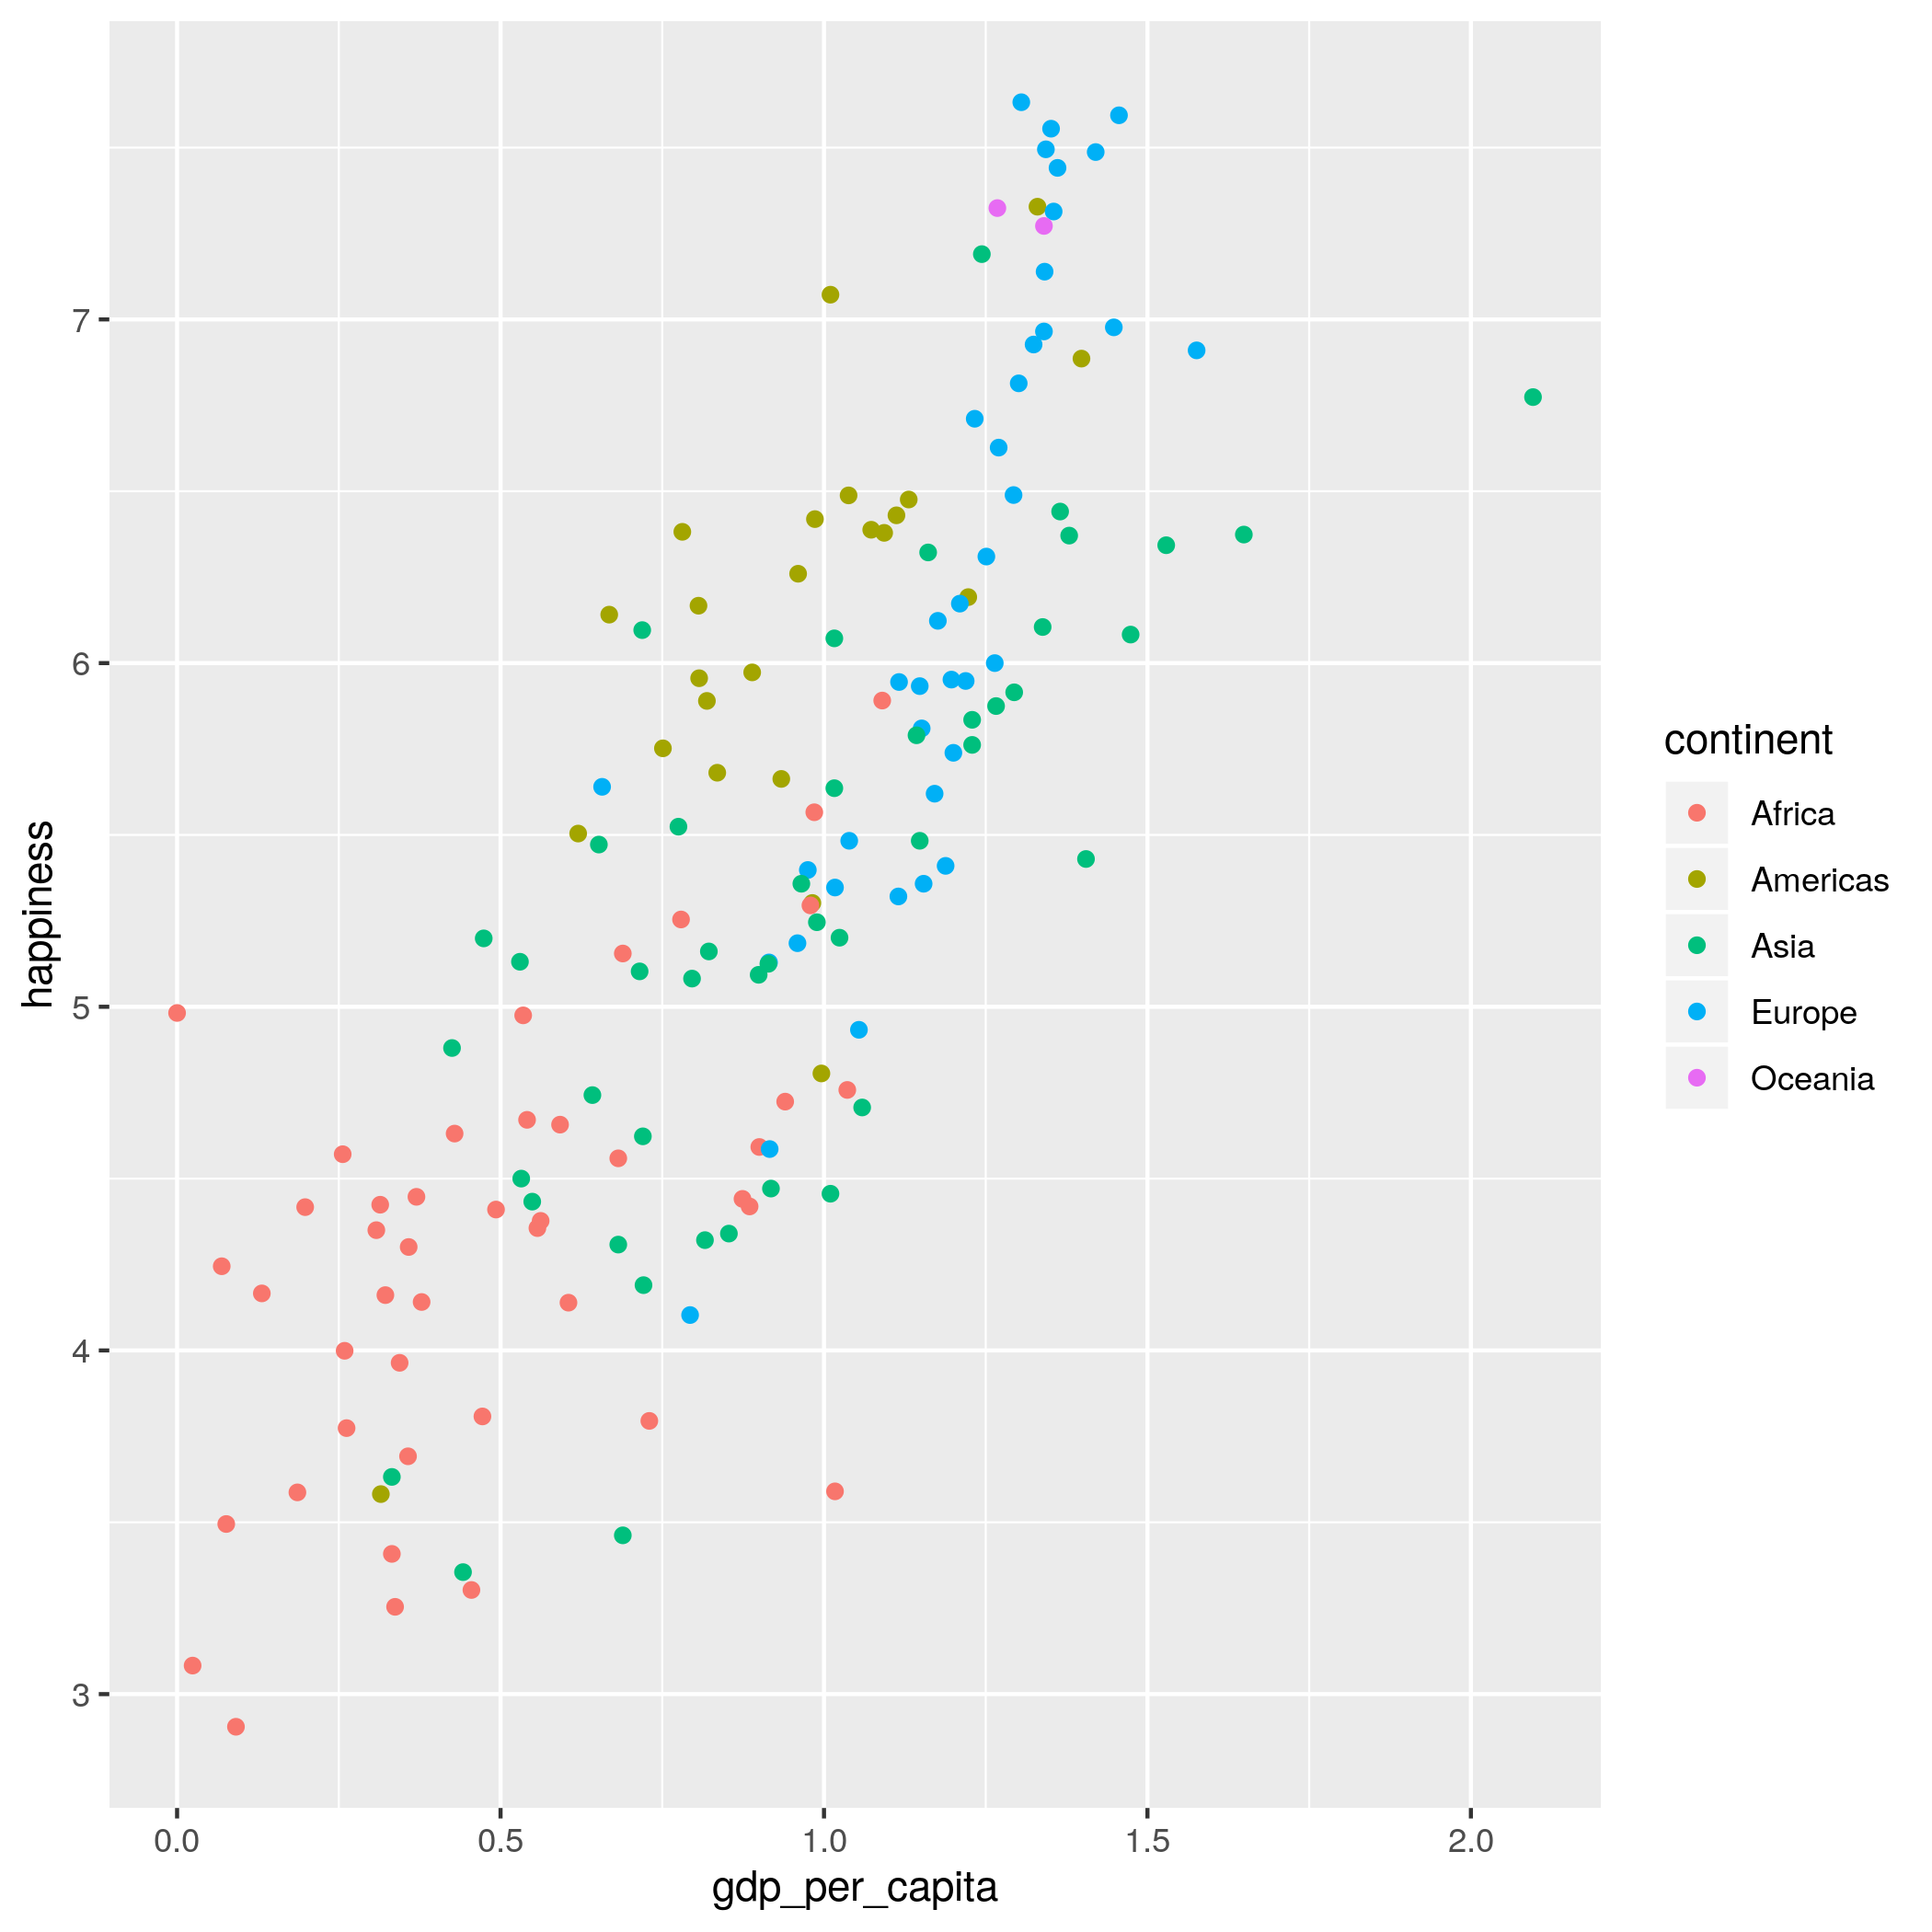 7
6
5
4
3
happiness
0.0 0.5 1.0 1.5 2.0
gdp_per_capita
continent
Africa
Americas
Asia
Europe
Oceania